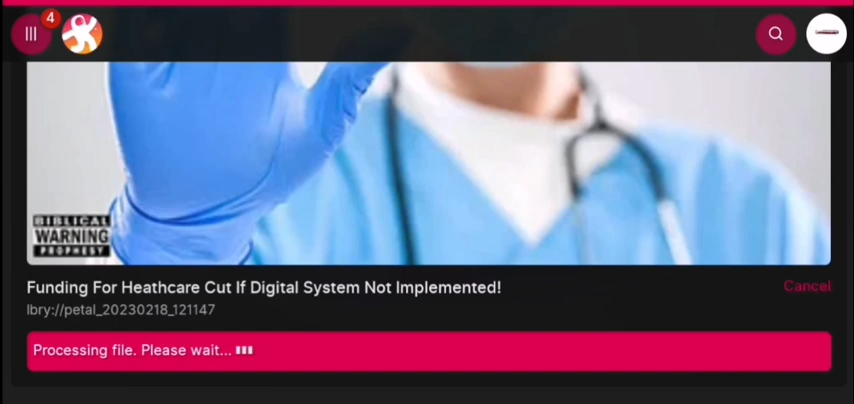 4
BIBLICAL
WARNING
PROPHESY
Funding For Heathcare Cut If Digital System Not Implemented!
Cancel
lbry://petal_20230218_121147
Processing file. Please wait...